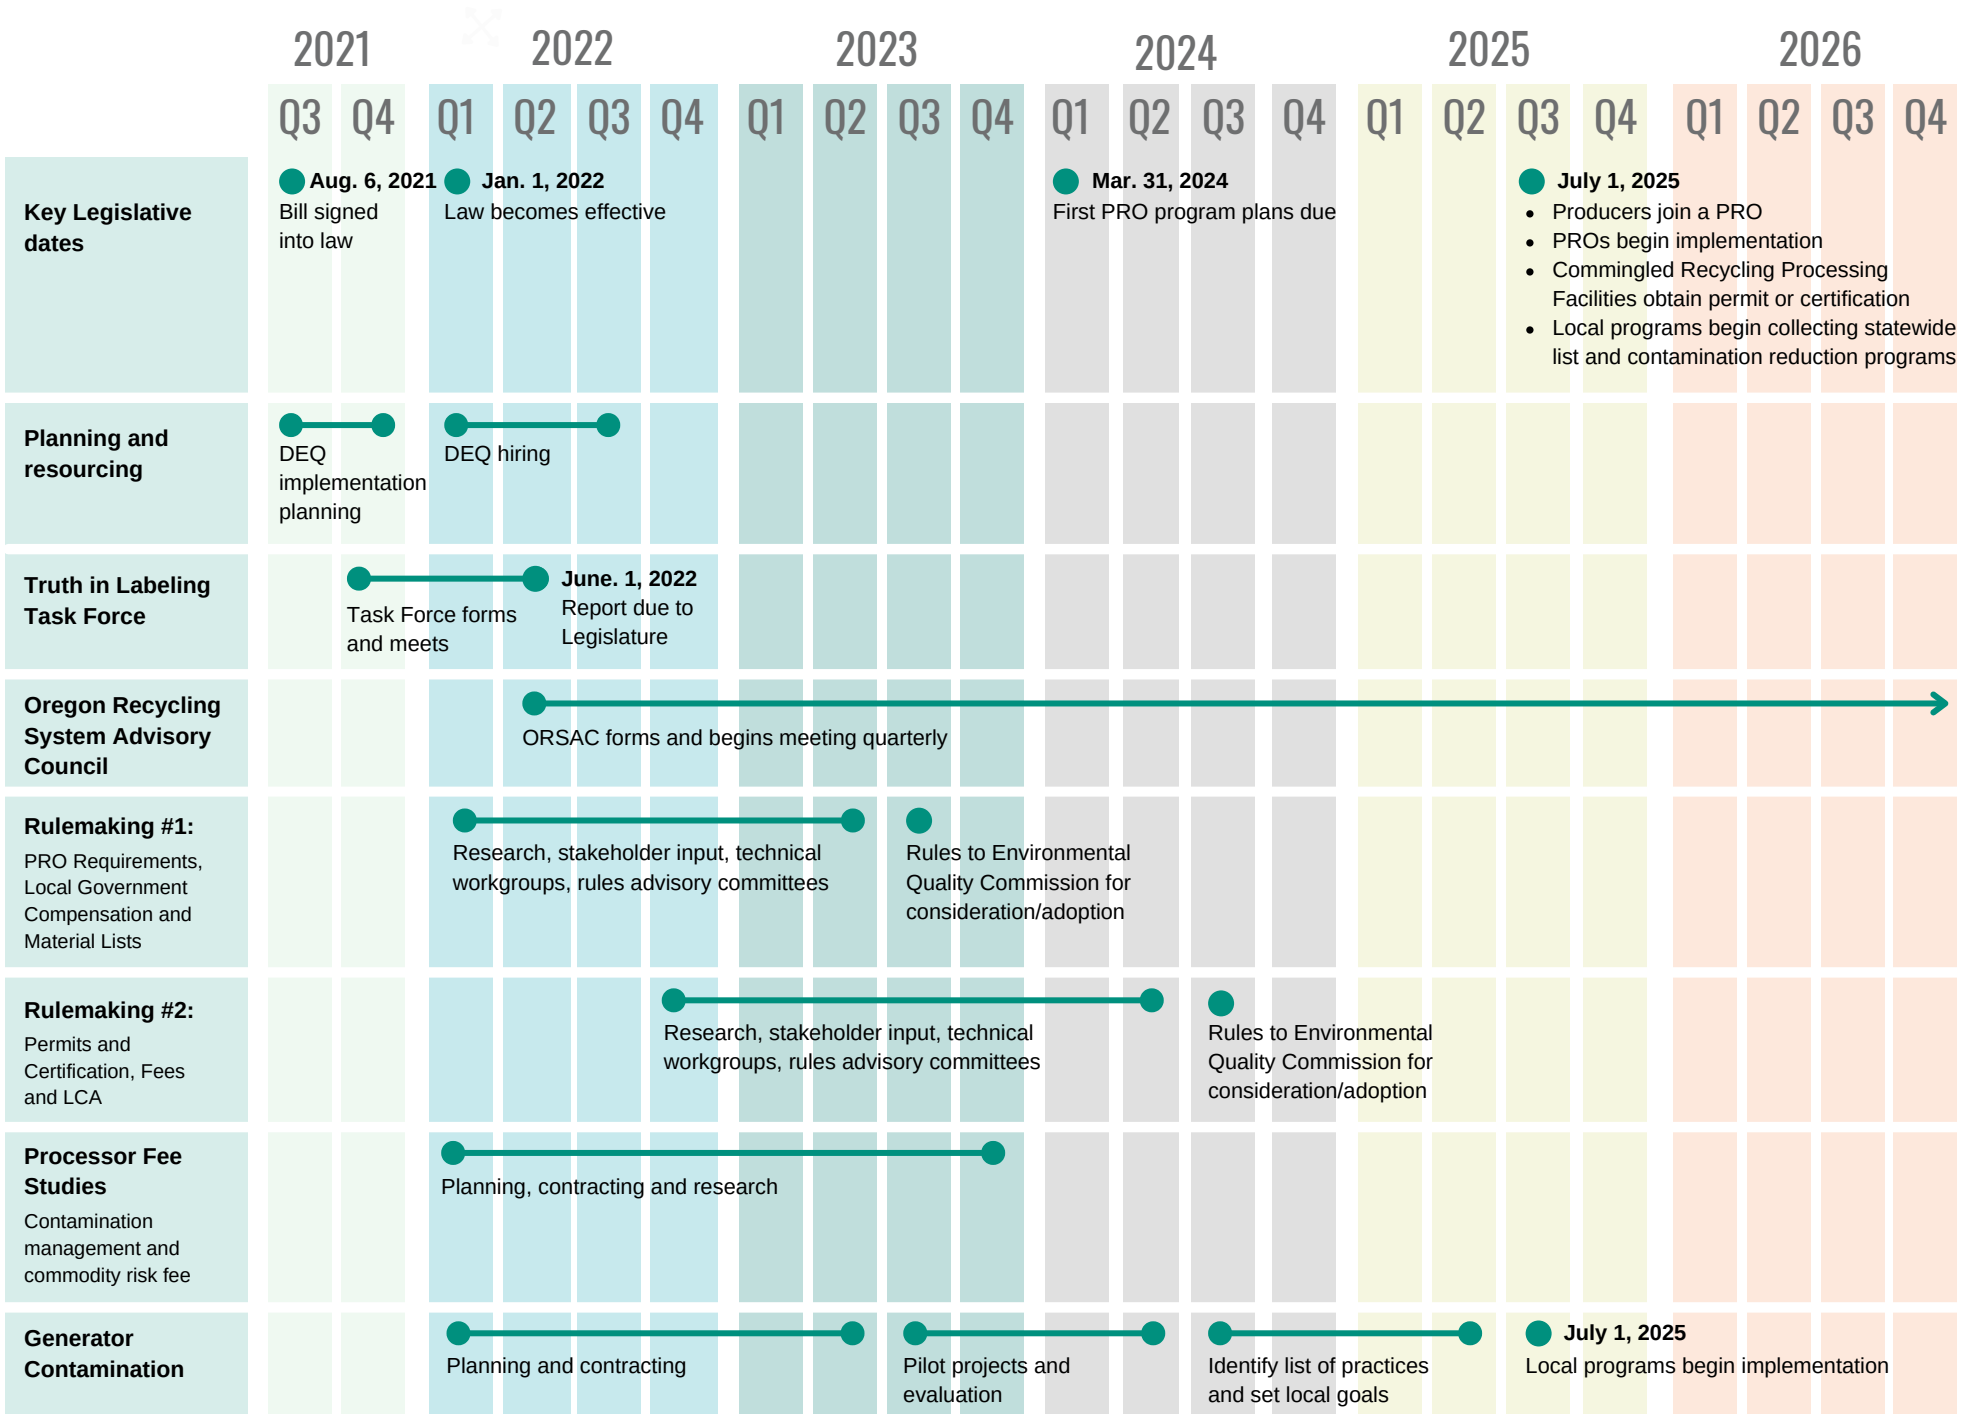 2021 2022 2023 2024 2025 2026
Q3 Q4 Q1 Q2 Q3 Q4 Q1 Q2 Q3 Q4 Q1 Q2 Q3 Q4 Q1 Q2 Q3 Q4 Q1 Q2 Q3 Q4
Key Legislative
dates
Aug. 6, 2021
Bill signed
into law
Jan. 1, 2022
Law becomes effective
Mar. 31, 2024
First PRO program plans due
July 1, 2025
• Producers join a PRO
• PROs begin implementation
• Commingled Recycling Processing
Facilities obtain permit or certification
• Local programs begin collecting statewide
list and contamination reduction programs
Planning and
resourcing
DEQ
implementation
planning
DEQ hiring
Truth in Labeling
Task Force
Task Force forms
and meets
June. 1, 2022
Report due to
Legislature
Oregon Recycling
System Advisory
Council
ORSAC forms and begins meeting quarterly
Rulemaking #1:
PRO Requirements,
Local Government
Compensation and
Material Lists
Research, stakeholder input, technical
workgroups, rules advisory committees
Rules to Environmental
Quality Commission for
consideration/adoption
Rulemaking #2:
Permits and
Certification, Fees
and LCA
Research, stakeholder input, technical
workgroups, rules advisory committees
Rules to Environmental
Quality Commission for
consideration/adoption
Processor Fee
Studies
Contamination
management and
commodity risk fee
Planning, contracting and research
Generator
Contamination
Planning and contracting
Pilot projects and
evaluation
Identify list of practices
and set local goals
July 1, 2025
Local programs begin implementation